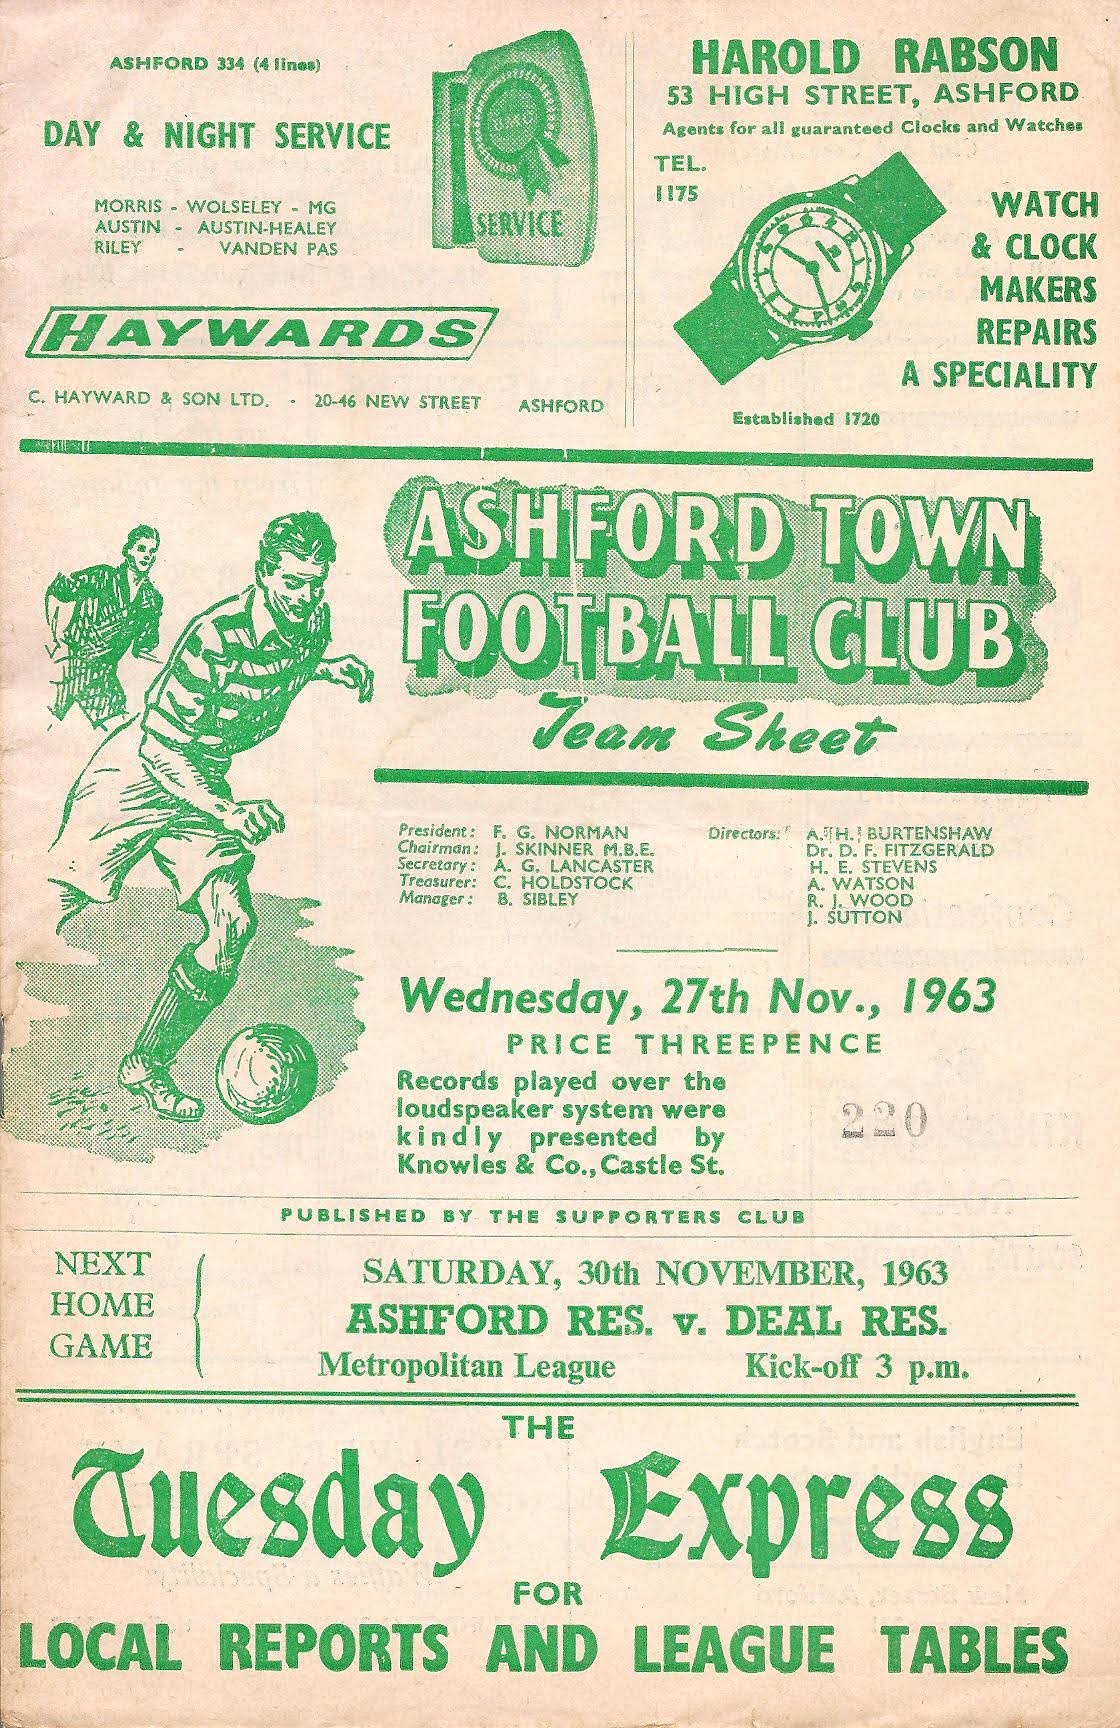 ASHFORD 334 (4 lines)
DAY & NIGHT SERVICE
MORRIS - WOLSELEY - MG
AUSTIN - AUSTIN-HEALEY
RILEY - VANDEN PAS
SERVICE
HAYWARDS
C. HAYWARD & SON LTD. · 20-46 NEW STREET ASHFORD
HAROLD RABSON
53 HIGH STREET, ASHFORD
Agents for all guaranteed Clocks and Watches
TEL.
1175
WATCH
& CLOCK
MAKERS
REPAIRS
A SPECIALITY
Established 1720
ASHFORD TOWN
FOOTBALL CLUB
Team Sheet
President: F. G. NORMAN
Chairman: J. SKINNER M.B.E.
Secretary: A. G. LANCASTER
Treasurer: C. HOLDSTOCK
Manager: B. SIBLEY
Directors: A. H. BURTENSHAW
Dr. D. F. FITZGERALD
H. E. STEVENS
A. WATSON
R. J. WOOD
J. SUTTON
Wednesday, 27th Nov., 1963
PRICE THREEPENCE
Records played over the
loudspeaker system were
kindly presented by
Knowles & Co., Castle St.
220
PUBLISHED BY THE SUPPORTERS CLUB
NEXT
HOME
GAME
SATURDAY, 30th NOVEMBER, 1963
ASHFORD RES. v. DEAL RES.
Metropolitan League Kick-off 3 p.m.
THE
Tuesday Express
FOR
LOCAL REPORTS AND LEAGUE TABLES